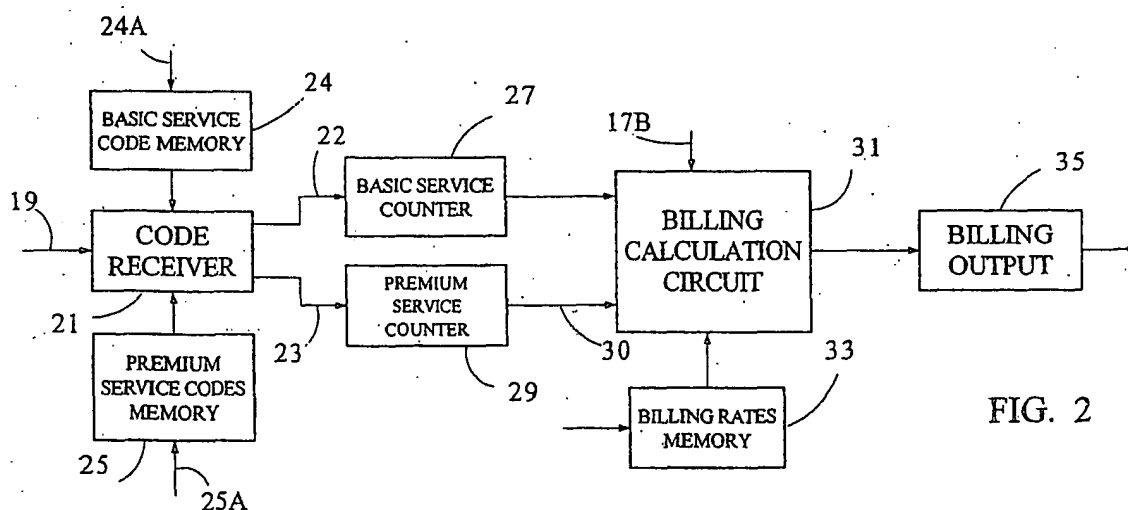 24A
24
BASIC SERVICE
CODE MEMORY
27
22
17B
31
35
BASIC SERVICE
COUNTER
19
CODE
RECEIVER
BILLING
CALCULATION
CIRCUIT
BILLING
OUTPUT
PREMIUM
SERVICE
COUNTER
21
23
30
33
PREMIUM
SERVICE CODES
MEMORY
29
BILLING RATES
MEMORY
FIG. 2
25
25A